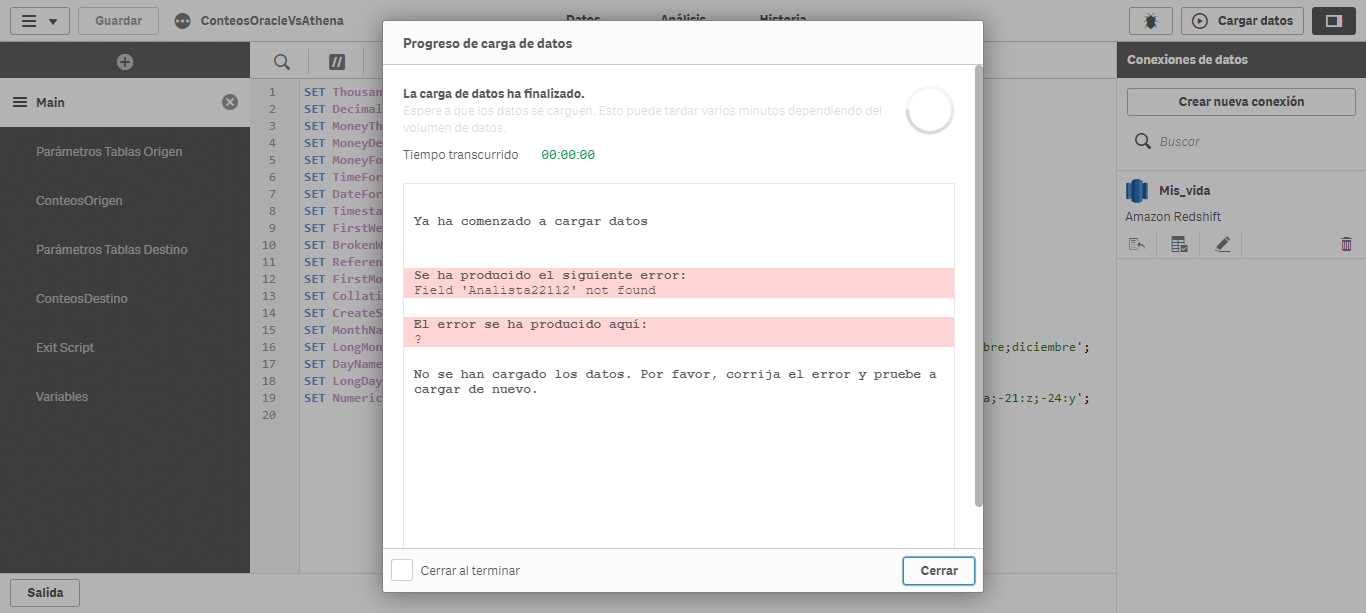 Guardar
ConteosOracleVsAthena
Datos
Análisis
Historia
Cargar datos
Main
Parámetros Tablas Origen
ConteosOrigen
Parámetros Tablas Destino
ConteosDestino
Exit Script
Variables
Salida
1 SET Thousan
2 SET Decimal
3 SET MoneyTh
4 SET MoneyDe
5 SET MoneyFo
6 SET TimeFor
7 SET DateFor
8 SET Timesta
9 SET FirstWe
10 SET BrokenW
11 SET Referen
12 SET FirstMo
13 SET Collati
14 SET CreateS
15 SET MonthNa
16 SET LongMon bre;diciembre';
17 SET DayName
18 SET LongDay
19 SET Numeric a;-21:z;-24:y';
20
Progreso de carga de datos
La carga de datos ha finalizado.
Espere a que los datos se carguen. Esto puede tardar varios minutos dependiendo del
volumen de datos.
Tiempo transcurrido 00:00:00
Ya ha comenzado a cargar datos
Se ha producido el siguiente error:
Field 'Analista22112' not found
El error se ha producido aquí:
?
No se han cargado los datos. Por favor, corrija el error y pruebe a
cargar de nuevo.
Cerrar al terminar
Cerrar
Conexiones de datos
Crear nueva conexión
Buscar
Mis_vida
Amazon Redshift